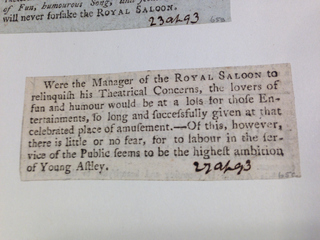 of Fun, humourous Song, and
will never forſake the ROYAL SALOON.
23 ap 93
Were the Manager of the ROYAL SALOON to
relinquiſh his Theatrical Concerns, the lovers of
fun and humour would be at a loſs for thoſe En-
tertainments, ſo long and ſucceſsfully given at that
celebrated place of amuſement.—Of this, however,
there is little or no fear, for to labour in the ſer-
vice of the Public ſeems to be the higheſt ambition
of Young Aſtley.
27 ap 93